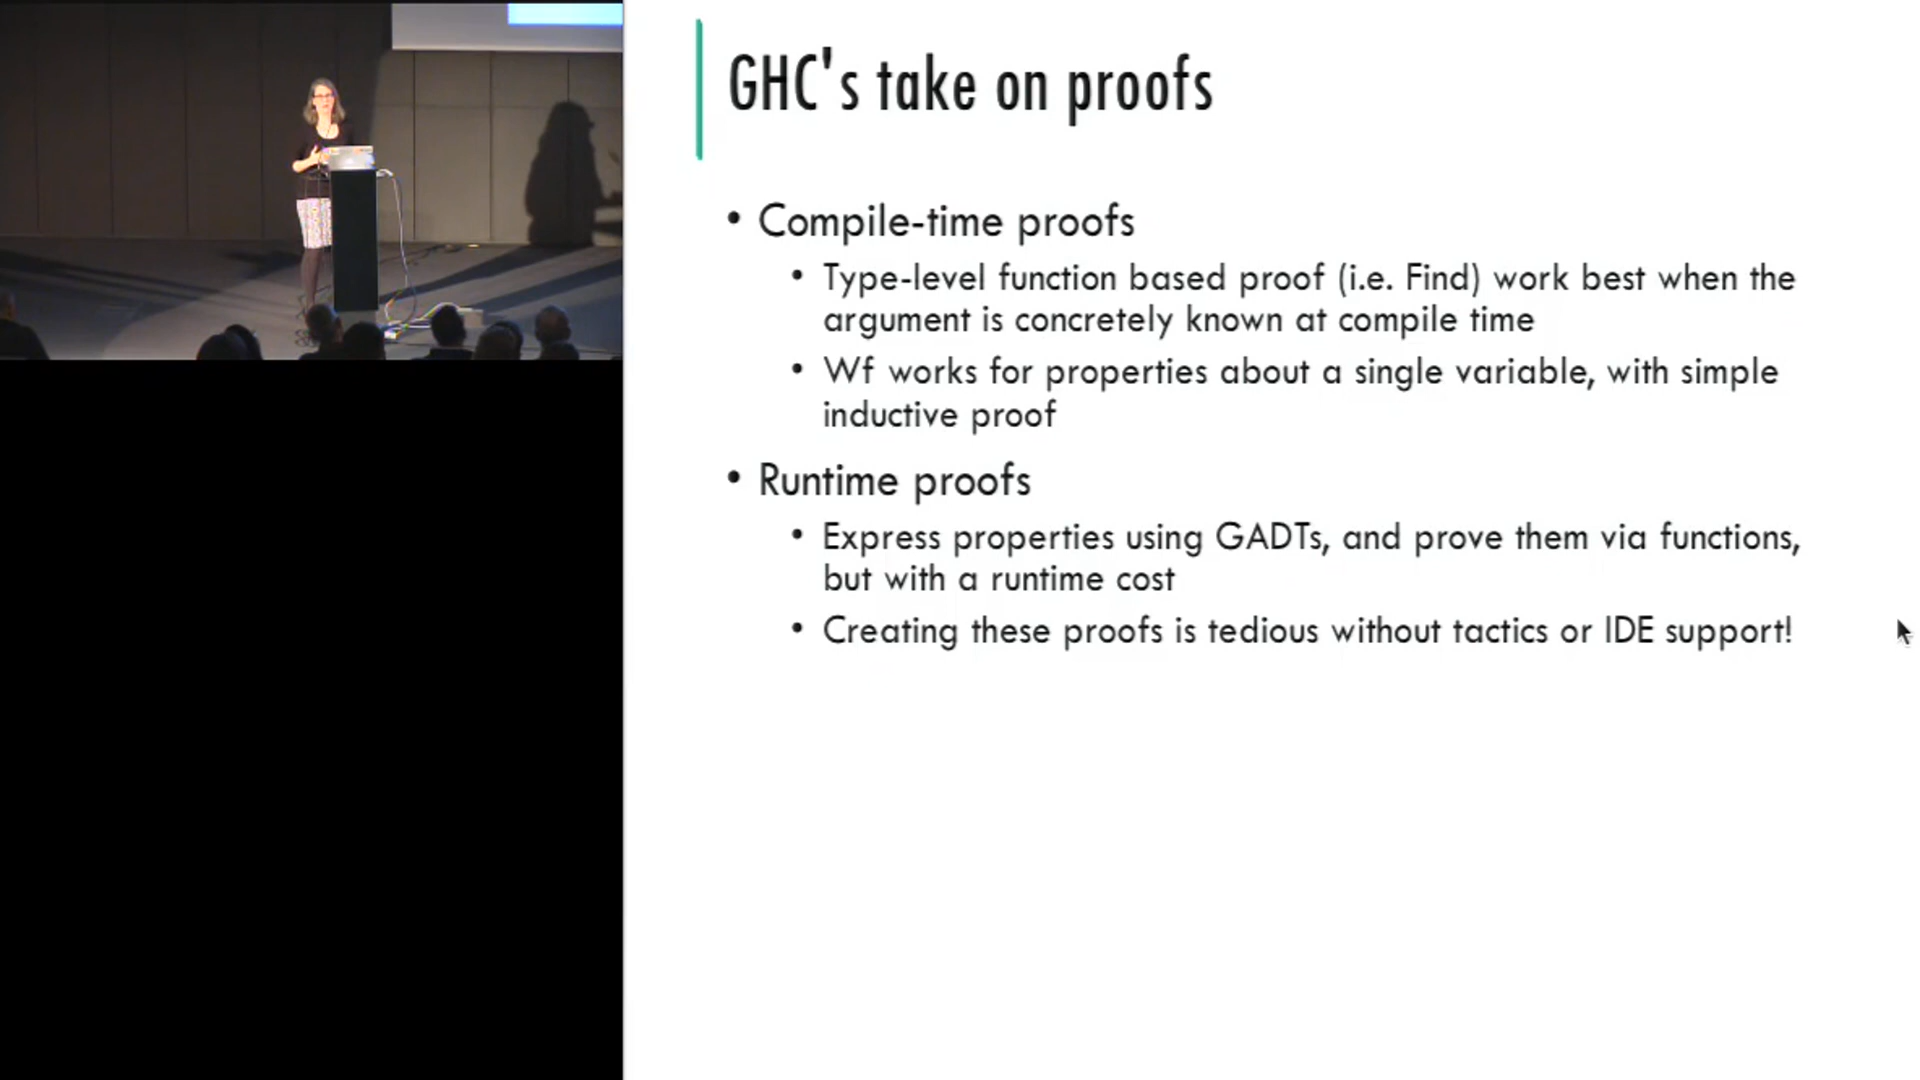 GHC's take on proofs
• Compile-time proofs
• Type-level function based proof (i.e. Find) work best when the
argument is concretely known at compile time
• Wf works for properties about a single variable, with simple
inductive proof
• Runtime proofs
• Express properties using GADTs, and prove them via functions,
but with a runtime cost
• Creating these proofs is tedious without tactics or IDE support!